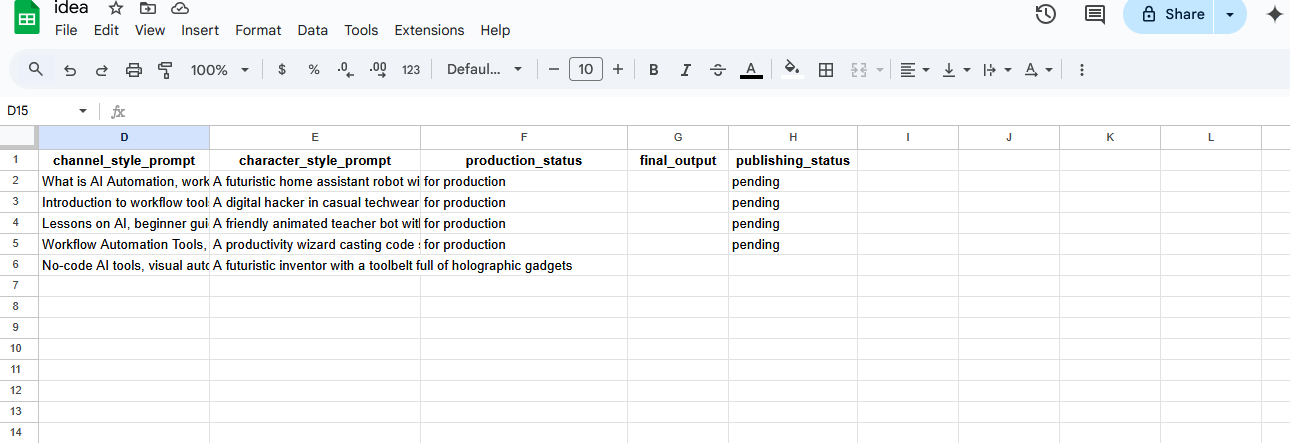 idea
File Edit View Insert Format Data Tools Extensions Help
Share
100% $ % .0 .00 123 Defaul... − 10 + B I S A
D15 fx
D E F G H I J K L
1 channel_style_prompt character_style_prompt production_status final_output publishing_status
2 What is AI Automation, work A futuristic home assistant robot wi for production pending
3 Introduction to workflow tool A digital hacker in casual techwear for production pending
4 Lessons on AI, beginner gui A friendly animated teacher bot wit for production pending
5 Workflow Automation Tools, A productivity wizard casting code for production pending
6 No-code AI tools, visual auto A futuristic inventor with a toolbelt full of holographic gadgets
7
8
9
10
11
12
13
14